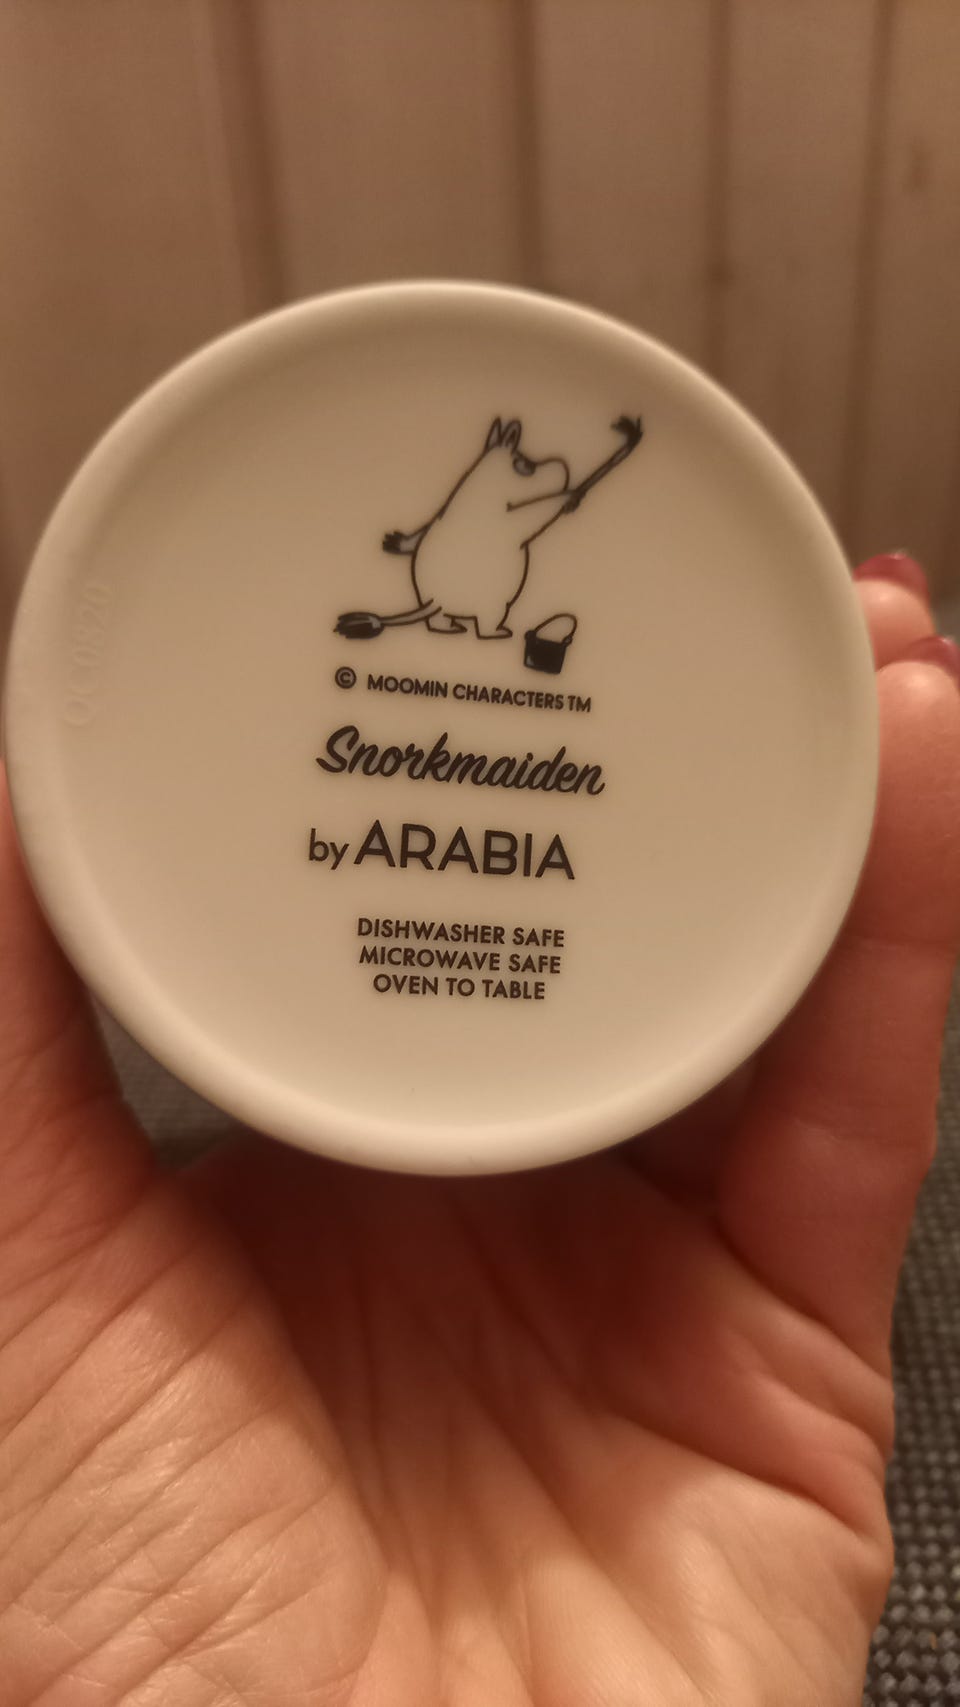 © MOOMIN CHARACTERS TM
Snorkmaiden
by ARABIA
DISHWASHER SAFE
MICROWAVE SAFE
OVEN TO TABLE